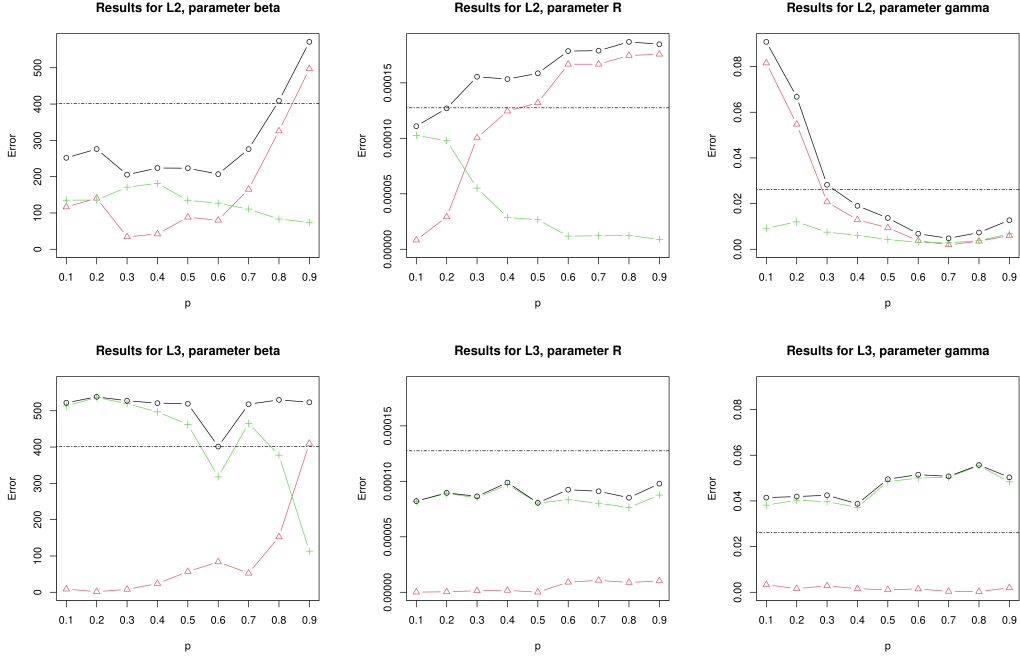 Results for L2, parameter beta
Error
500
400
300
200
100
0
0.1 0.2 0.3 0.4 0.5 0.6 0.7 0.8 0.9
p
Results for L2, parameter R
Error
0.00015
0.00010
0.00005
0.00000
0.1 0.2 0.3 0.4 0.5 0.6 0.7 0.8 0.9
p
Results for L2, parameter gamma
Error
0.08
0.06
0.04
0.02
0.00
0.1 0.2 0.3 0.4 0.5 0.6 0.7 0.8 0.9
p
Results for L3, parameter beta
Error
500
400
300
200
100
0
0.1 0.2 0.3 0.4 0.5 0.6 0.7 0.8 0.9
p
Results for L3, parameter R
Error
0.00015
0.00010
0.00005
0.00000
0.1 0.2 0.3 0.4 0.5 0.6 0.7 0.8 0.9
p
Results for L3, parameter gamma
Error
0.08
0.06
0.04
0.02
0.00
0.1 0.2 0.3 0.4 0.5 0.6 0.7 0.8 0.9
p